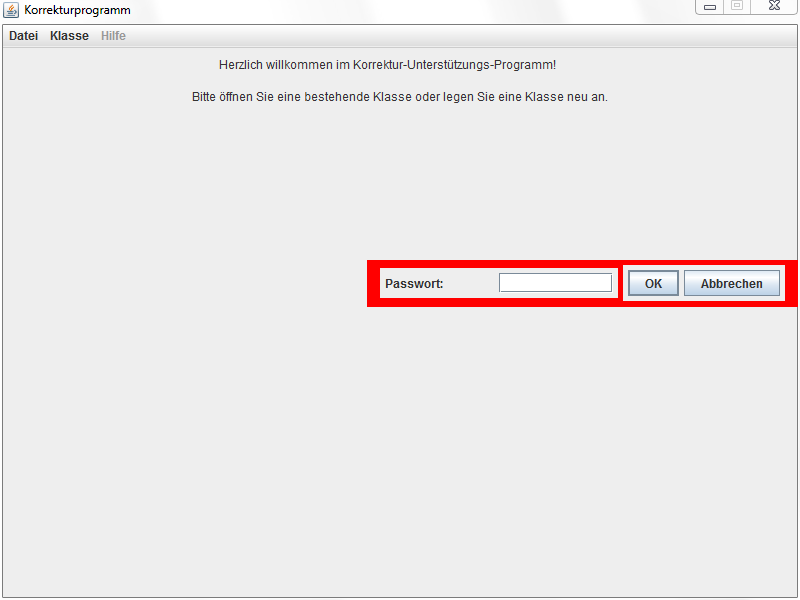 Korrekturprogramm
Datei Klasse Hilfe
Herzlich willkommen im Korrektur-Unterstützungs-Programm!
Bitte öffnen Sie eine bestehende Klasse oder legen Sie eine Klasse neu an.
Passwort: OK Abbrechen